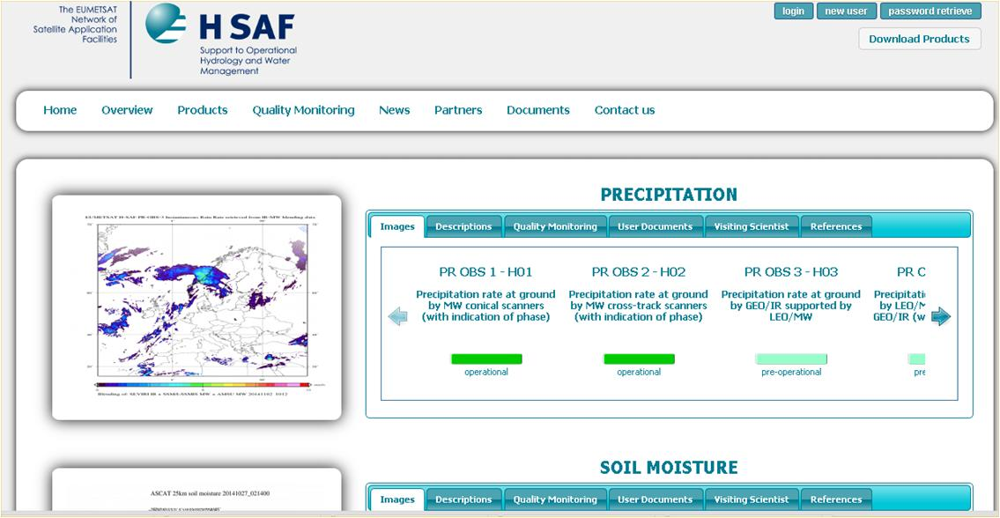 The EUMETSAT
Network of
Satellite Application
Facilities
H SAF
Support to Operational
Hydrology and Water
Management
login
new user
password retrieve
Download Products
Home
Overview
Products
Quality Monitoring
News
Partners
Documents
Contact us
EUMETSAT H-SAF PR-OBS-3 Instantaneous Rain Rate retrieved from IR-MW blending data
Blending of: SEVIRI IR + SSM/I-SSMIS MW + AMSU MW 20141102 1012
PRECIPITATION
Images
Descriptions
Quality Monitoring
User Documents
Visiting Scientist
References
PR OBS 1 - H01
Precipitation rate at ground
by MW conical scanners
(with indication of phase)
operational
PR OBS 2 - H02
Precipitation rate at ground
by MW cross-track scanners
(with indication of phase)
operational
PR OBS 3 - H03
Precipitation rate at ground
by GEO/IR supported by
LEO/MW
pre-operational
PR O
Precipitati
by LEO/M
GEO/IR (w
pre
ASCAT 25km soil moisture 20141027_021400
SOIL MOISTURE
Images
Descriptions
Quality Monitoring
User Documents
Visiting Scientist
References